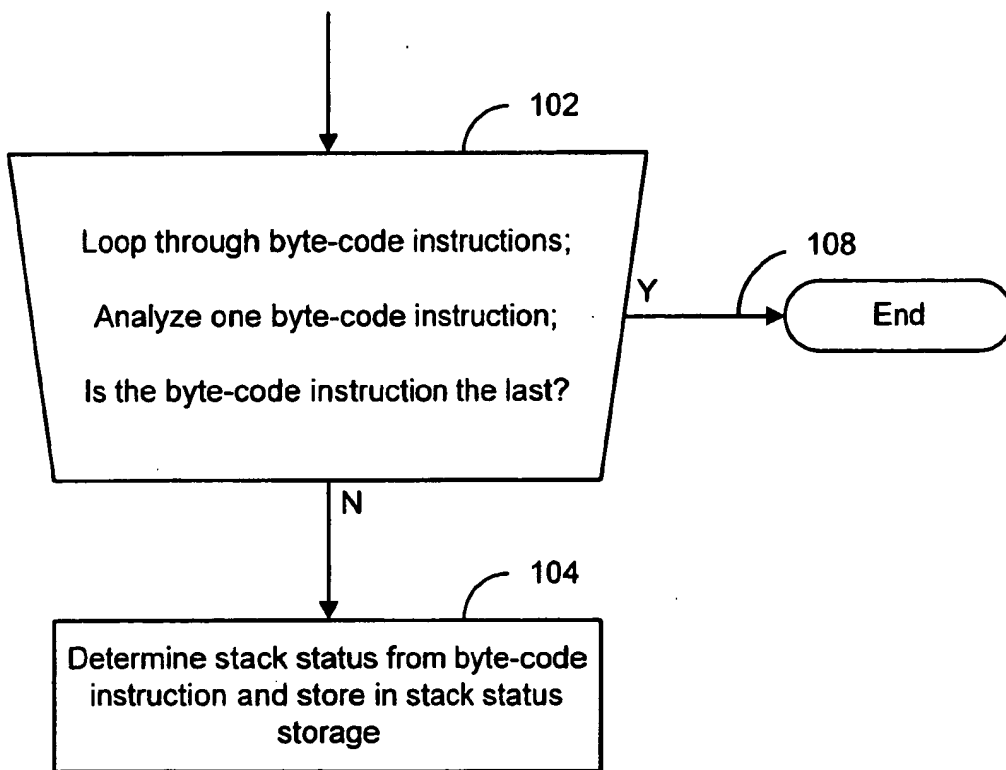 102
Loop through byte-code instructions;
108
Y
Analyze one byte-code instruction;
End
Is the byte-code instruction the last?
N
104
Determine stack status from byte-code
instruction and store in stack status
storage